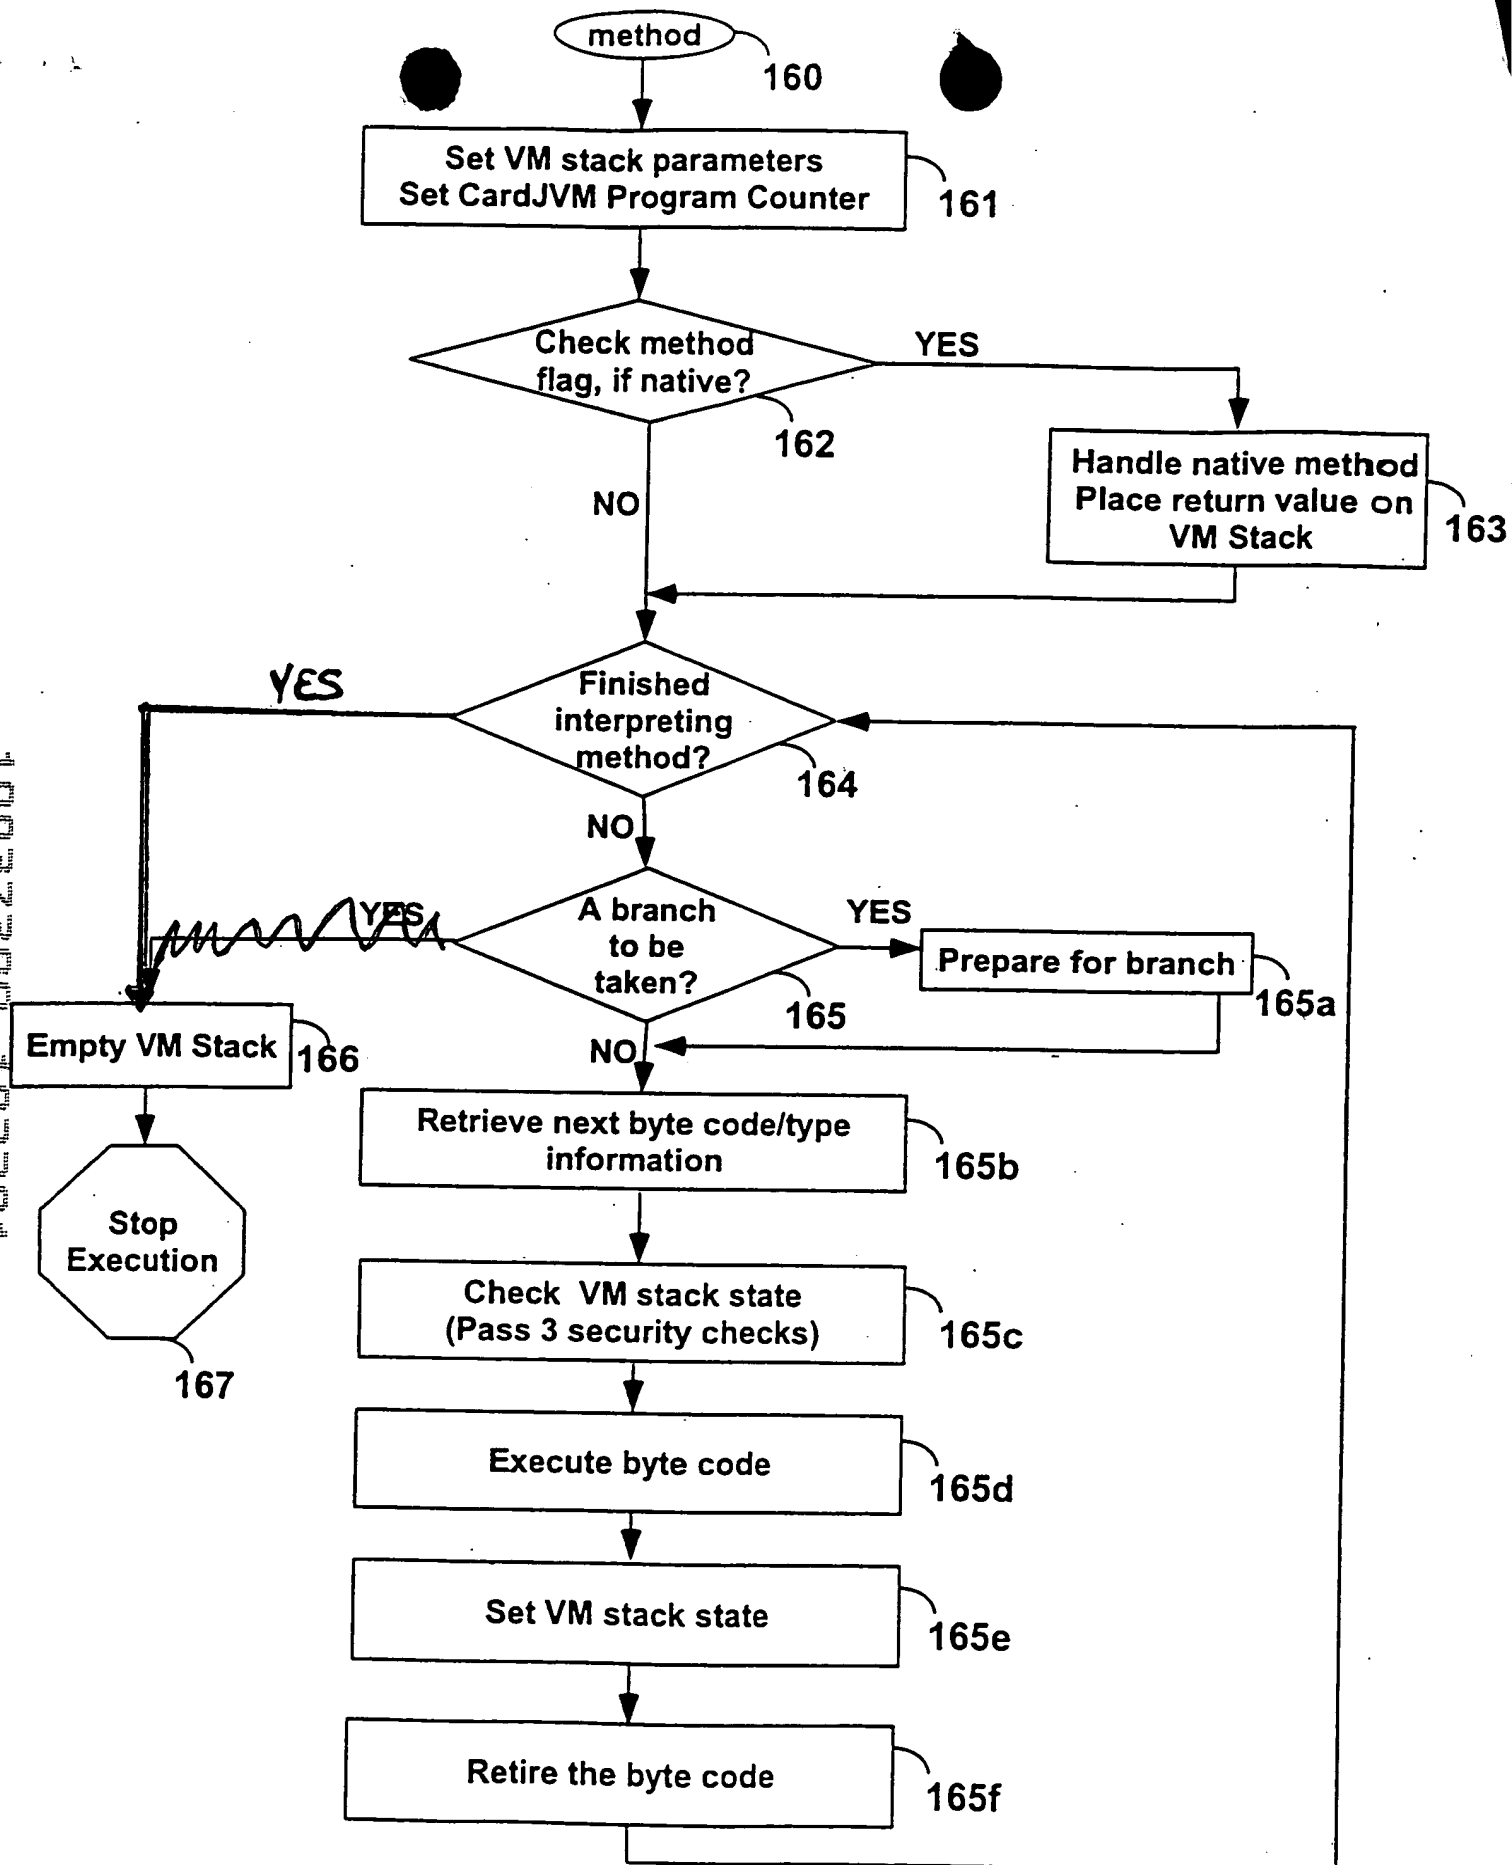 method
160
Set VM stack parameters
Set CardJVM Program Counter
161
Check method
flag, if native?
YES
162
Handle native method
Place return value on
VM Stack
163
NO
YES
Finished
interpreting
method?
164
NO
YES
A branch
to be
taken?
YES
165
Prepare for branch
165a
Empty VM Stack
166
NO
Retrieve next byte code/type
information
165b
Stop
Execution
167
Check VM stack state
(Pass 3 security checks)
165c
Execute byte code
165d
Set VM stack state
165e
Retire the byte code
165f